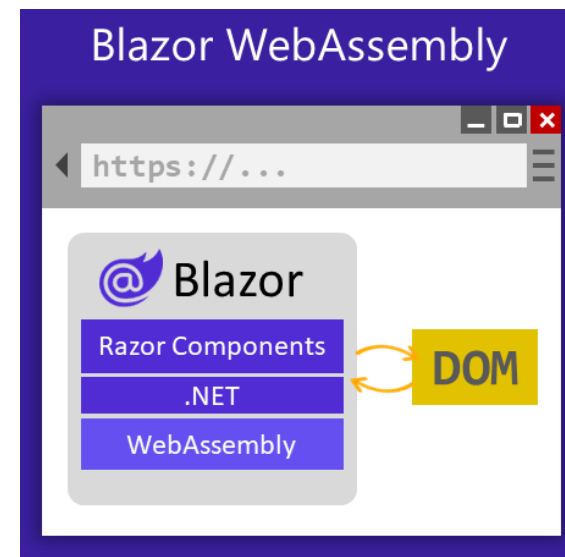 Blazor WebAssembly
https://...
@ Blazor
Razor Components
.NET
WebAssembly
DOM